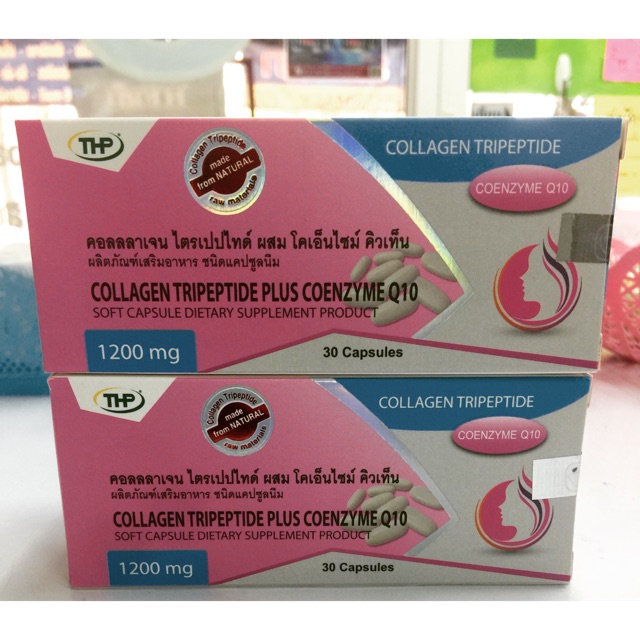 THP
Collagen Tripeptide
made
from NATURAL
raw materials
COLLAGEN TRIPEPTIDE
COENZYME Q10
คอลลลาเจน ไตรเปปไทด์ ผสม โคเอ็นไซม์ คิวเท็น
ผลิตภัณฑ์เสริมอาหาร ชนิดแคปซูลนิ่ม
COLLAGEN TRIPEPTIDE PLUS COENZYME Q10
SOFT CAPSULE DIETARY SUPPLEMENT PRODUCT
1200 mg
30 Capsules
THP
Collagen Tripeptide
made
from NATURAL
raw materials
COLLAGEN TRIPEPTIDE
COENZYME Q10
คอลลลาเจน ไตรเปปไทด์ ผสม โคเอ็นไซม์ คิวเท็น
ผลิตภัณฑ์เสริมอาหาร ชนิดแคปซูลนิ่ม
COLLAGEN TRIPEPTIDE PLUS COENZYME Q10
SOFT CAPSULE DIETARY SUPPLEMENT PRODUCT
1200 mg
30 Capsules